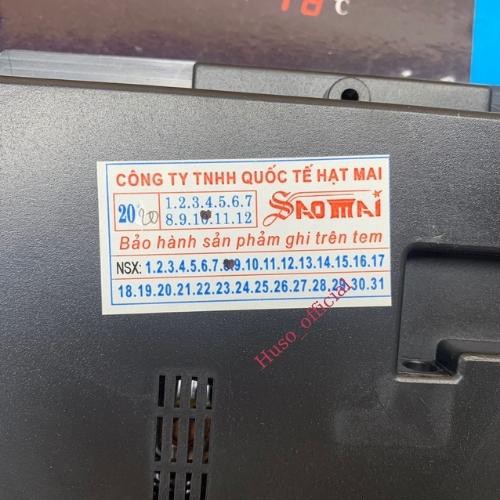 18 °C
CÔNG TY TNHH QUỐC TẾ HẠT MAI
20 20
1.2.3.4.5.6.7
8.9.10.11.12
SAOMAI
Bảo hành sản phẩm ghi trên tem
NSX: 1.2.3.4.5.6.7.8.9.10.11.12.13.14.15.16.17
18.19.20.21.22.23.24.25.26.27.28.29.30.31
Huso_official